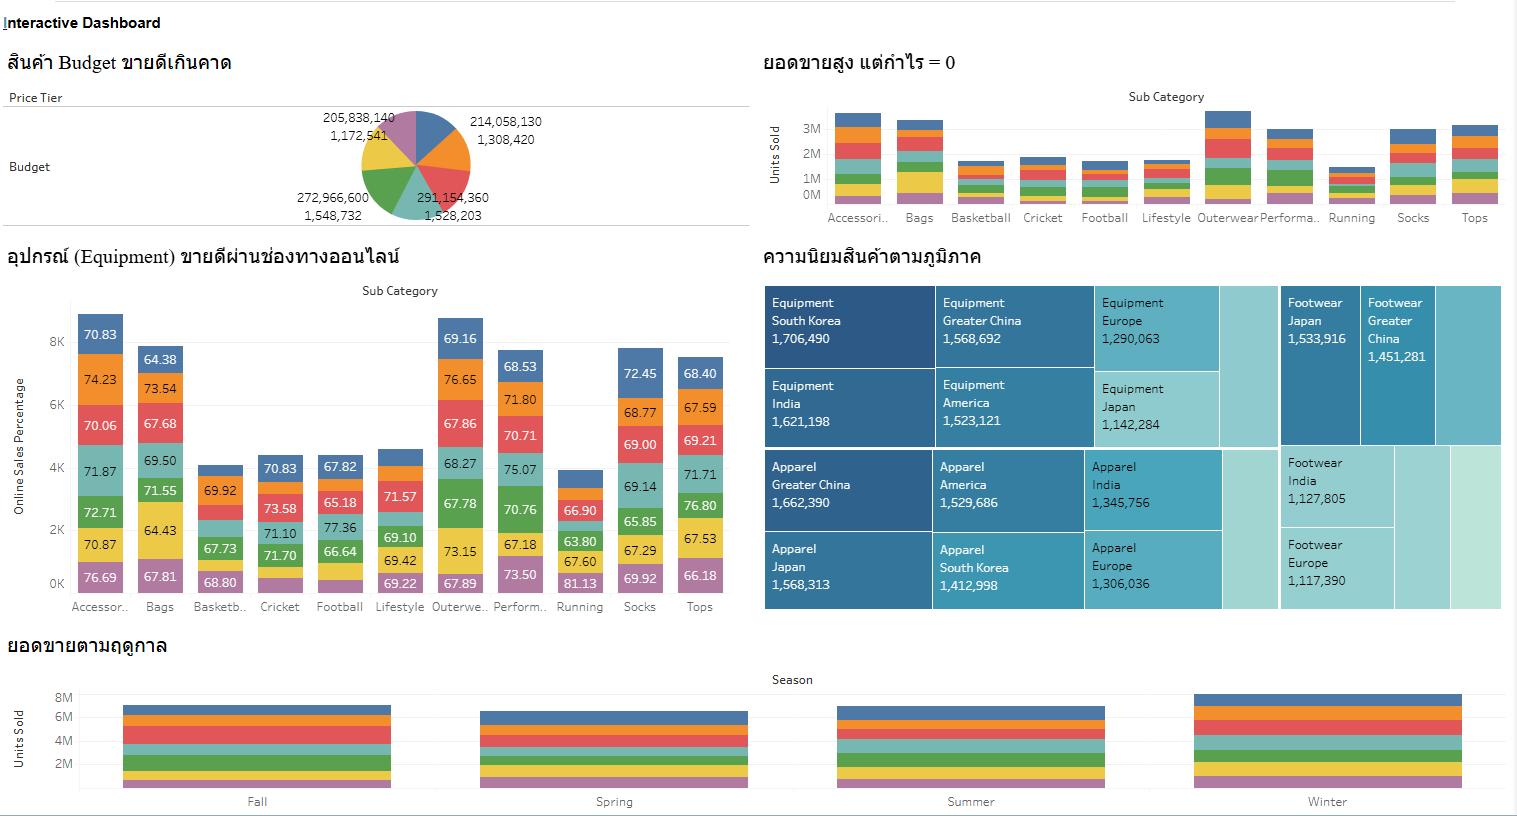 Interactive Dashboard
สินค้า Budget ขายดีเกินคาด
Price Tier
Budget
205,838,140
1,172,541
214,058,130
1,308,420
272,966,600
1,548,732
291,154,360
1,528,203
ยอดขายสูง แต่กำไร = 0
Sub Category
Units Sold
3M
2M
1M
0M
Accessori..
Bags
Basketball
Cricket
Football
Lifestyle
Outerwear
Performa..
Running
Socks
Tops
อุปกรณ์ (Equipment) ขายดีผ่านช่องทางออนไลน์
Sub Category
Online Sales Percentage
8K
6K
4K
2K
0K
70.83
74.23
70.06
71.87
72.71
70.87
76.69
64.38
73.54
67.68
69.50
71.55
64.43
67.81
69.92
67.73
68.80
70.83
73.58
71.10
71.70
67.82
65.18
77.36
66.64
71.57
69.10
69.42
69.22
69.16
76.65
67.86
68.27
67.78
73.15
67.89
68.53
71.80
70.71
75.07
70.76
67.18
73.50
66.90
63.80
67.60
81.13
72.45
68.77
69.00
69.14
65.85
67.29
69.92
68.40
67.59
69.21
71.71
76.80
67.53
66.18
Accessor..
Bags
Basketb..
Cricket
Football
Lifestyle
Outerwe..
Perform..
Running
Socks
Tops
ความนิยมสินค้าตามภูมิภาค
Equipment
South Korea
1,706,490
Equipment
India
1,621,198
Equipment
Greater China
1,568,692
Equipment
America
1,523,121
Equipment
Europe
1,290,063
Equipment
Japan
1,142,284
Apparel
Greater China
1,662,390
Apparel
Japan
1,568,313
Apparel
America
1,529,686
Apparel
South Korea
1,412,998
Apparel
India
1,345,756
Apparel
Europe
1,306,036
Footwear
Japan
1,533,916
Footwear
Greater
China
1,451,281
Footwear
India
1,127,805
Footwear
Europe
1,117,390
ยอดขายตามฤดูกาล
Season
Units Sold
8M
6M
4M
2M
Fall
Spring
Summer
Winter